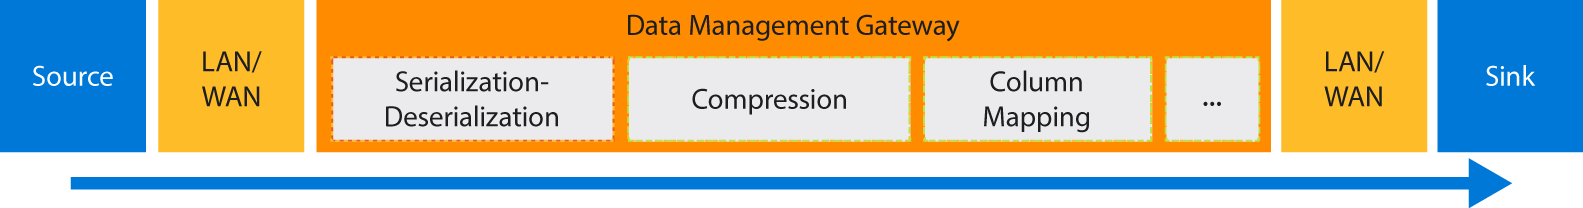 Source
LAN/
WAN
Data Management Gateway
Serialization-
Deserialization
Compression
Column
Mapping
...
LAN/
WAN
Sink